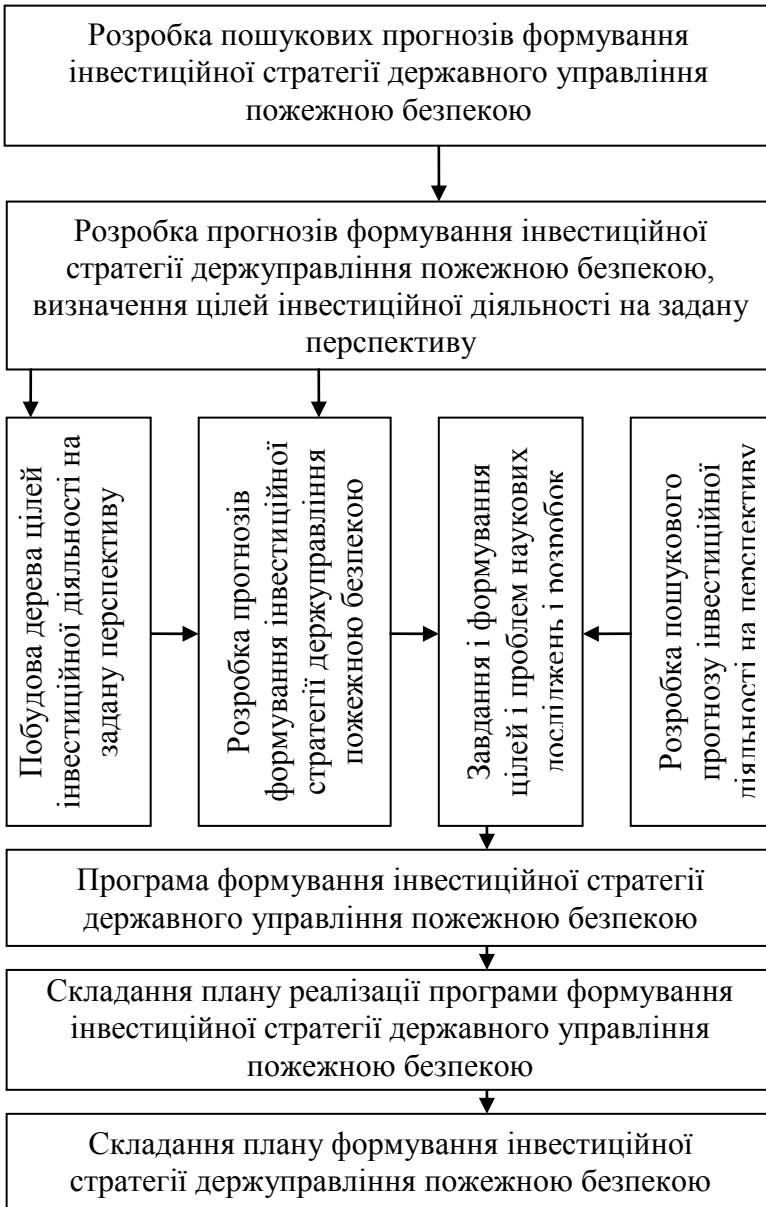 Розробка пошукових прогнозів формування
інвестиційної стратегії державного управління
пожежною безпекою
Розробка прогнозів формування інвестиційної
стратегії держуправління пожежною безпекою,
визначення цілей інвестиційної діяльності на задану
перспективу
Побудова дерева цілей
інвестиційної діяльності на
задану перспективу
Розробка прогнозів
формування інвестиційної
стратегії держуправління
пожежною безпекою
Завдання і формування
цілей і проблем наукових
досліджень і розробок
Розробка пошукового
прогнозу інвестиційної
діяльності на перспективу
Програма формування інвестиційної стратегії
державного управління пожежною безпекою
Складання плану реалізації програми формування
інвестиційної стратегії державного управління
пожежною безпекою
Складання плану формування інвестиційної
стратегії держуправління пожежною безпекою